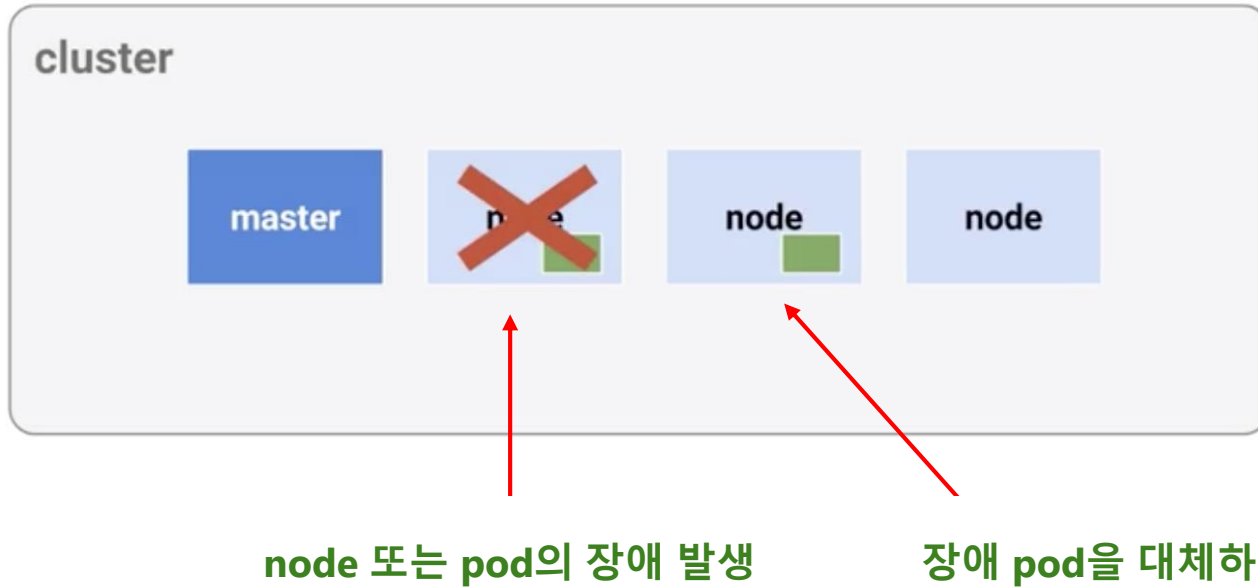 cluster
master
node
node
node 또는 pod의 장애 발생
장애 pod을 대체하